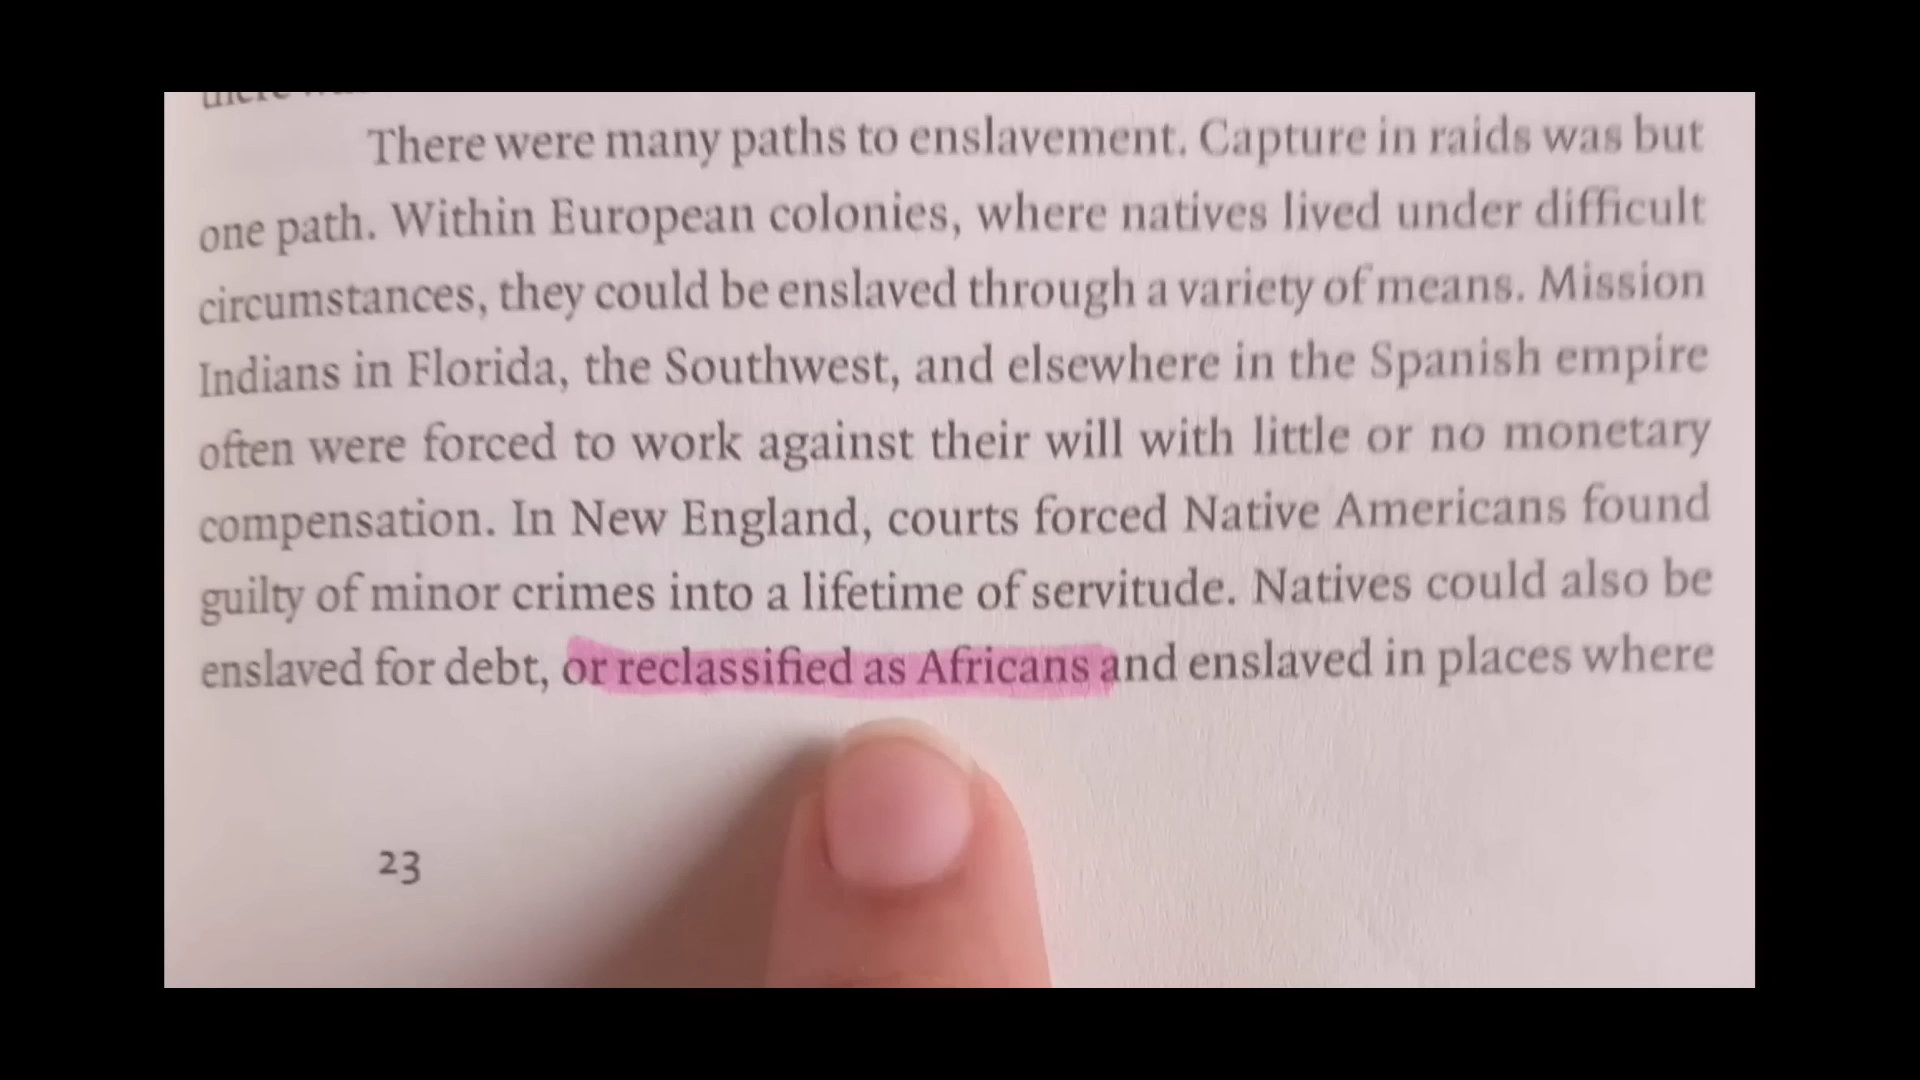 There were many paths to enslavement. Capture in raids was but
one path. Within European colonies, where natives lived under difficult
circumstances, they could be enslaved through a variety of means. Mission
Indians in Florida, the Southwest, and elsewhere in the Spanish empire
often were forced to work against their will with little or no monetary
compensation. In New England, courts forced Native Americans found
guilty of minor crimes into a lifetime of servitude. Natives could also be
enslaved for debt, or reclassified as Africans and enslaved in places where
23